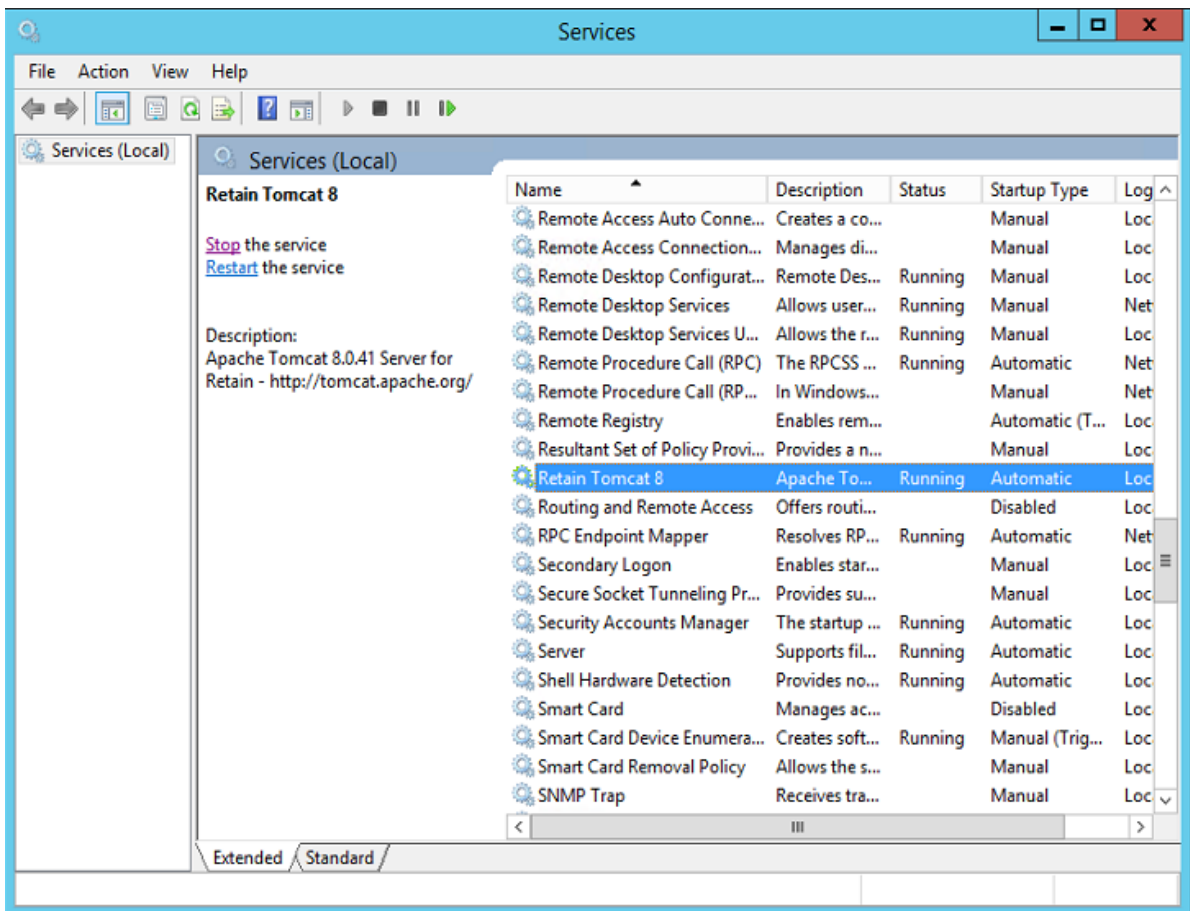 Services
File Action View Help
Services (Local)
Services (Local)
Retain Tomcat 8
Stop the service
Restart the service
Description:
Apache Tomcat 8.0.41 Server for
Retain - http://tomcat.apache.org/
Name Description Status Startup Type Log
Remote Access Auto Conne... Creates a co... Manual Loc
Remote Access Connection... Manages di... Manual Loc
Remote Desktop Configurat... Remote Des... Running Manual Loc
Remote Desktop Services Allows user... Running Manual Net
Remote Desktop Services U... Allows the r... Running Manual Loc
Remote Procedure Call (RPC) The RPCSS ... Running Automatic Net
Remote Procedure Call (RP... In Windows... Manual Net
Remote Registry Enables rem... Automatic (T... Loc
Resultant Set of Policy Provi... Provides a n... Manual Loc
Retain Tomcat 8 Apache To... Running Automatic Loc
Routing and Remote Access Offers routi... Disabled Loc
RPC Endpoint Mapper Resolves RP... Running Automatic Net
Secondary Logon Enables star... Manual Loc
Secure Socket Tunneling Pr... Provides su... Manual Loc
Security Accounts Manager The startup ... Running Automatic Loc
Server Supports fil... Running Automatic Loc
Shell Hardware Detection Provides no... Running Automatic Loc
Smart Card Manages ac... Disabled Loc
Smart Card Device Enumera... Creates soft... Running Manual (Trig... Loc
Smart Card Removal Policy Allows the s... Manual Loc
SNMP Trap Receives tra... Manual Loc
Extended Standard